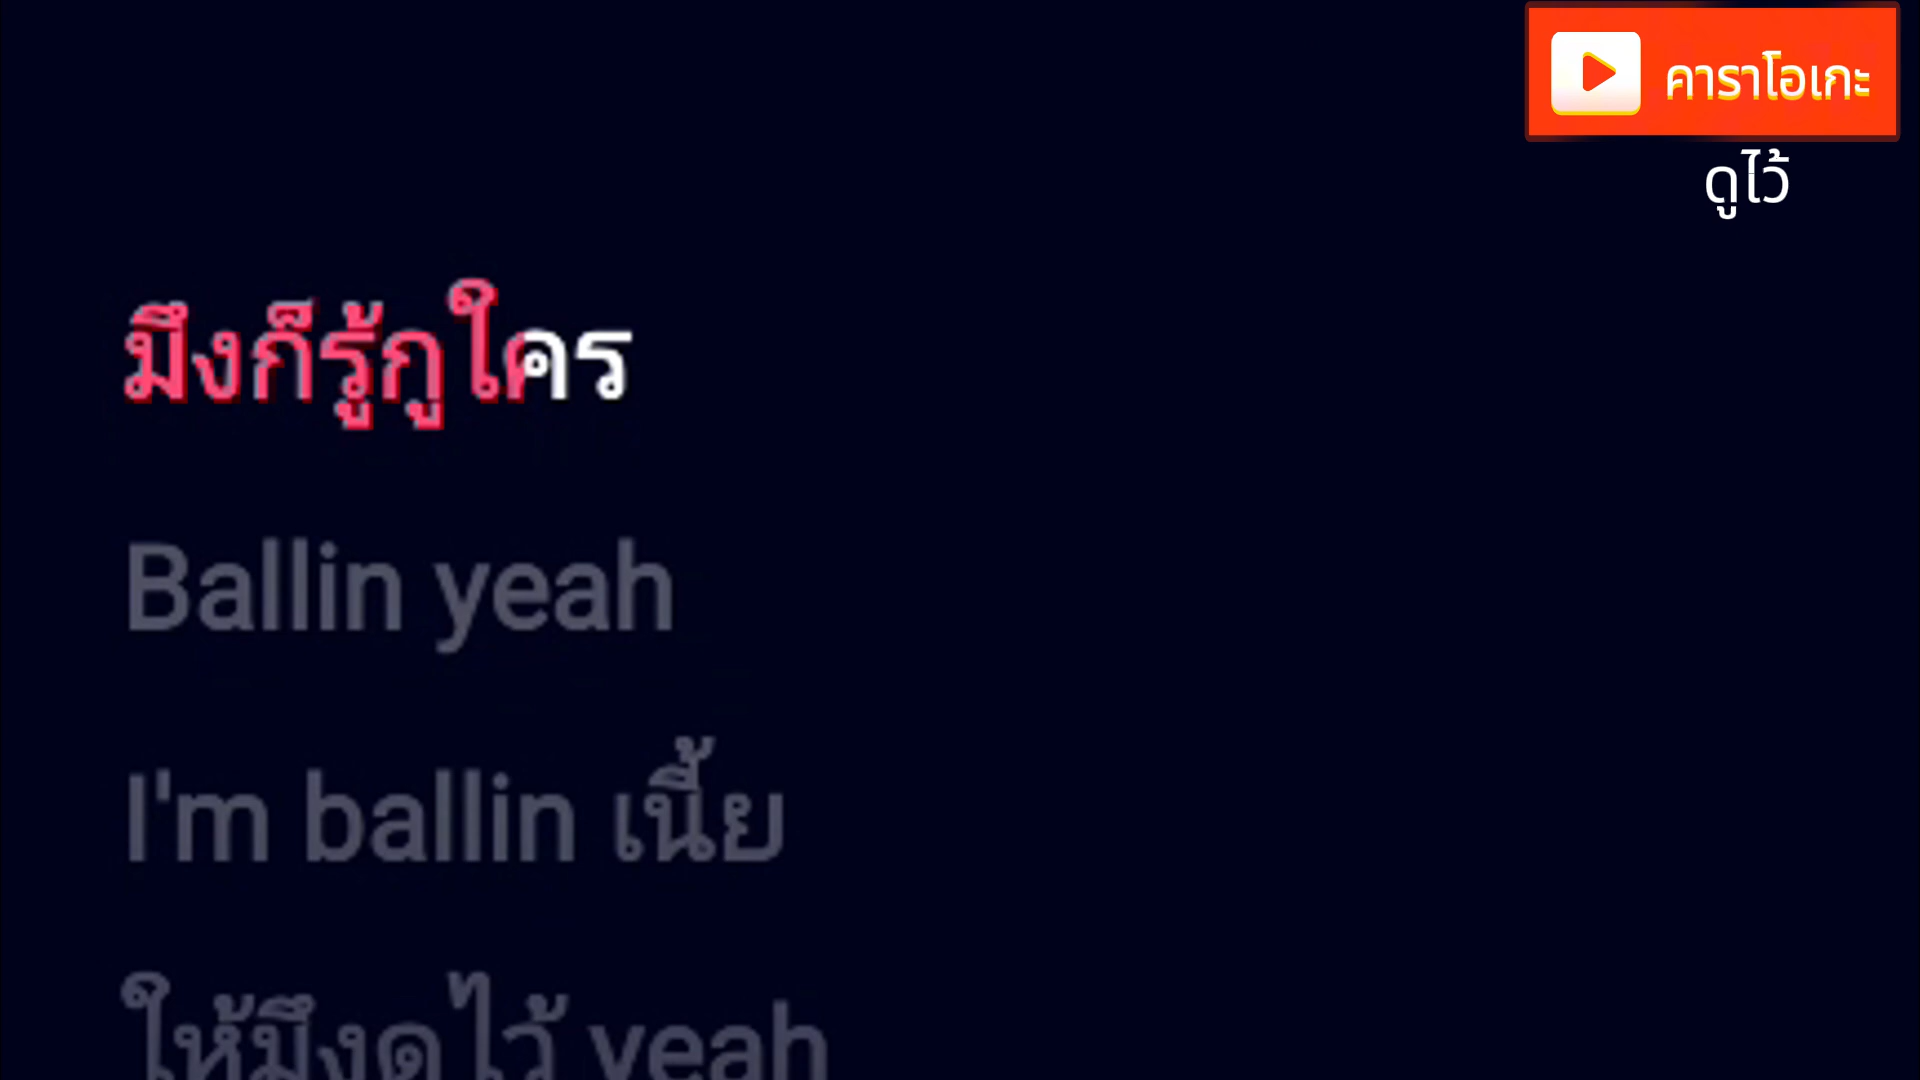 คาราโอเกะ
ดูไว้
มึงก็รู้กูใคร
Ballin yeah
I'm ballin เนี้ย
ให้มึงดูไว้ yeah